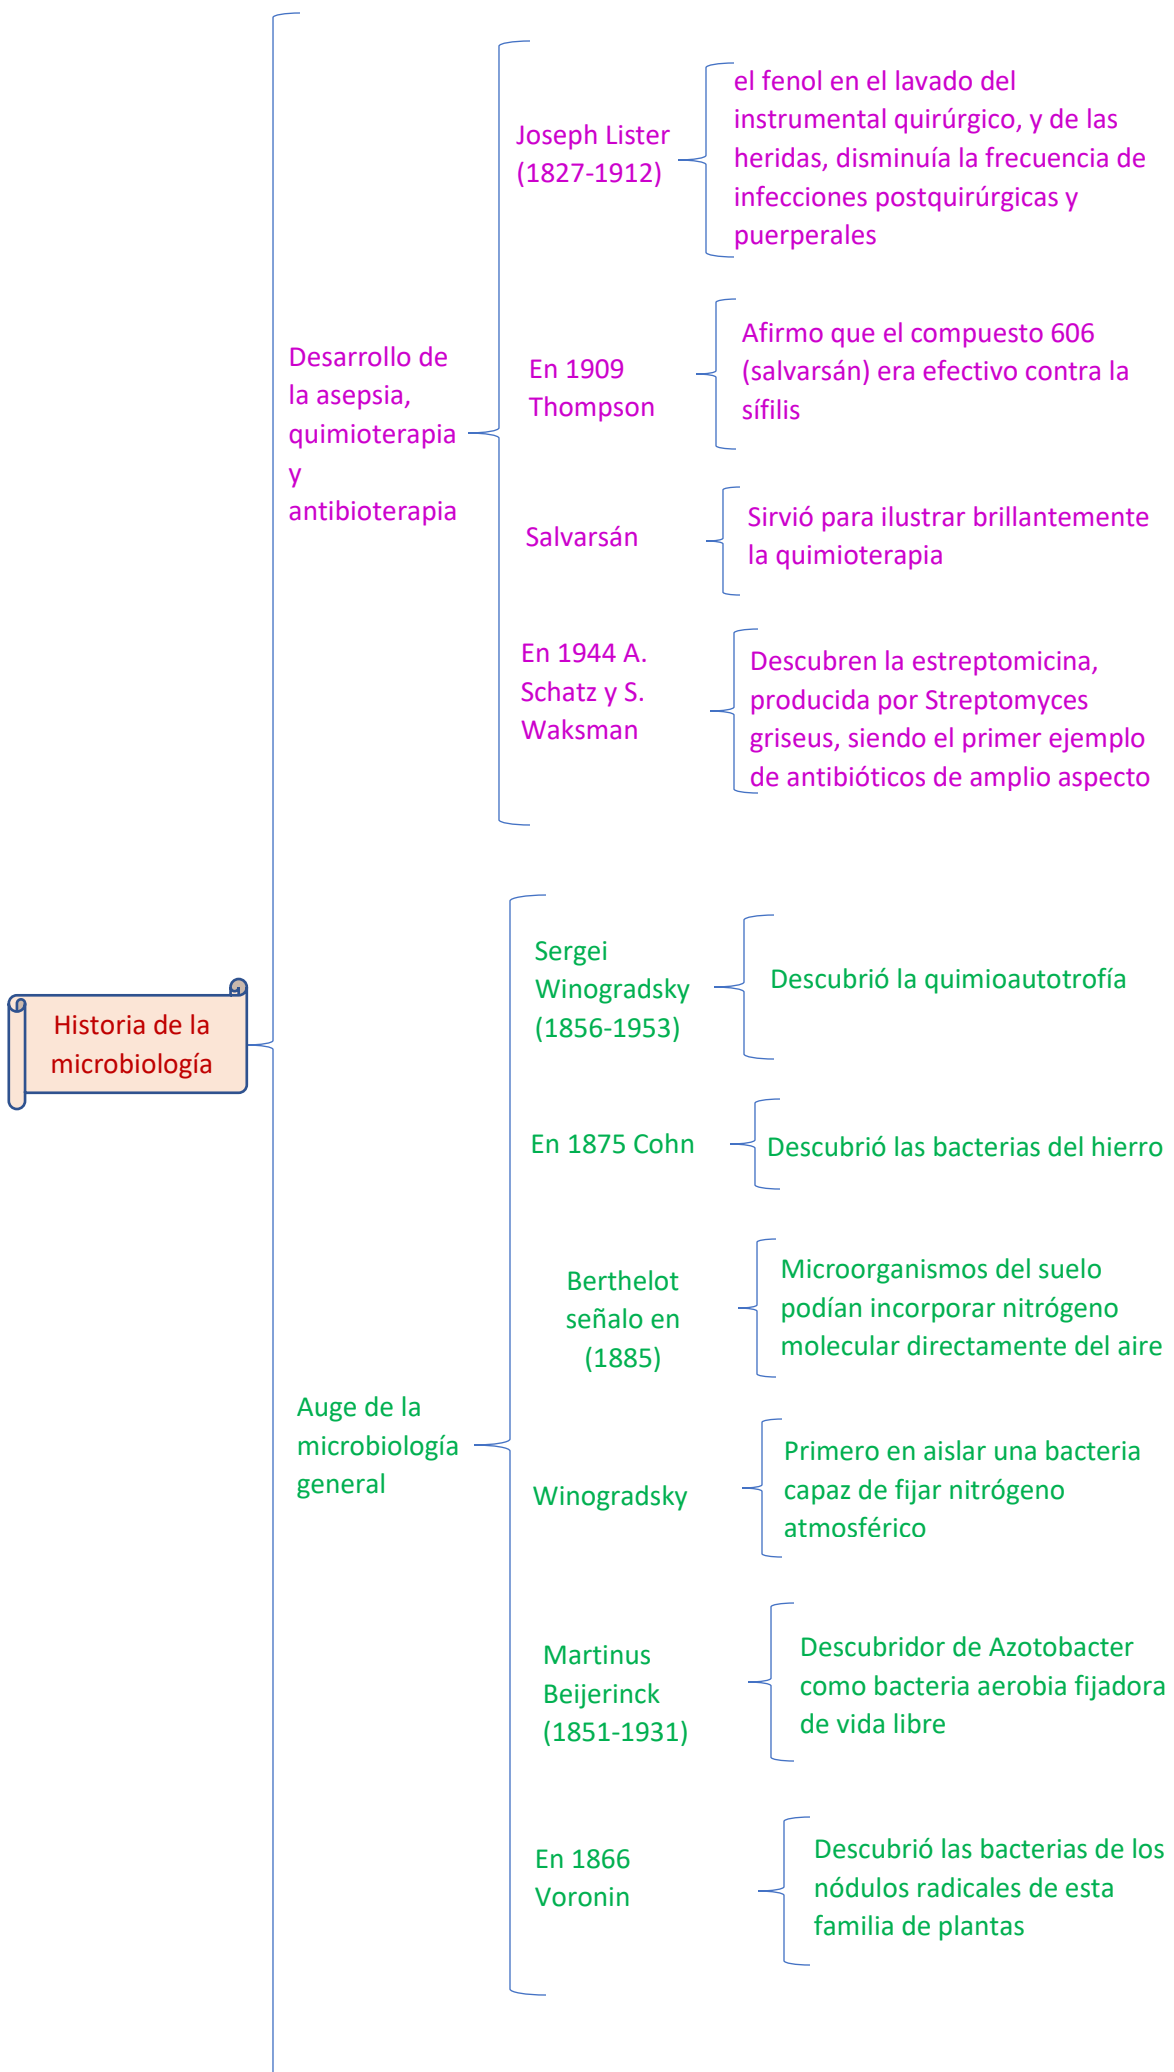 Historia de la
microbiología
Desarrollo de
la asepsia,
quimioterapia
y
antibioterapia
Joseph Lister
(1827-1912)
el fenol en el lavado del
instrumental quirúrgico, y de las
heridas, disminuía la frecuencia de
infecciones postquirúrgicas y
puerperales
En 1909
Thompson
Afirmo que el compuesto 606
(salvarsán) era efectivo contra la
sífilis
Salvarsán
Sirvió para ilustrar brillantemente
la quimioterapia
En 1944 A.
Schatz y S.
Waksman
Descubren la estreptomicina,
producida por Streptomyces
griseus, siendo el primer ejemplo
de antibióticos de amplio aspecto
Auge de la
microbiología
general
Sergei
Winogradsky
(1856-1953)
Descubrió la quimioautotrofía
En 1875 Cohn
Descubrió las bacterias del hierro
Berthelot
señalo en
(1885)
Microorganismos del suelo
podían incorporar nitrógeno
molecular directamente del aire
Winogradsky
Primero en aislar una bacteria
capaz de fijar nitrógeno
atmosférico
Martinus
Beijerinck
(1851-1931)
Descubridor de Azotobacter
como bacteria aerobia fijadora
de vida libre
En 1866
Voronin
Descubrió las bacterias de los
nódulos radicales de esta
familia de plantas